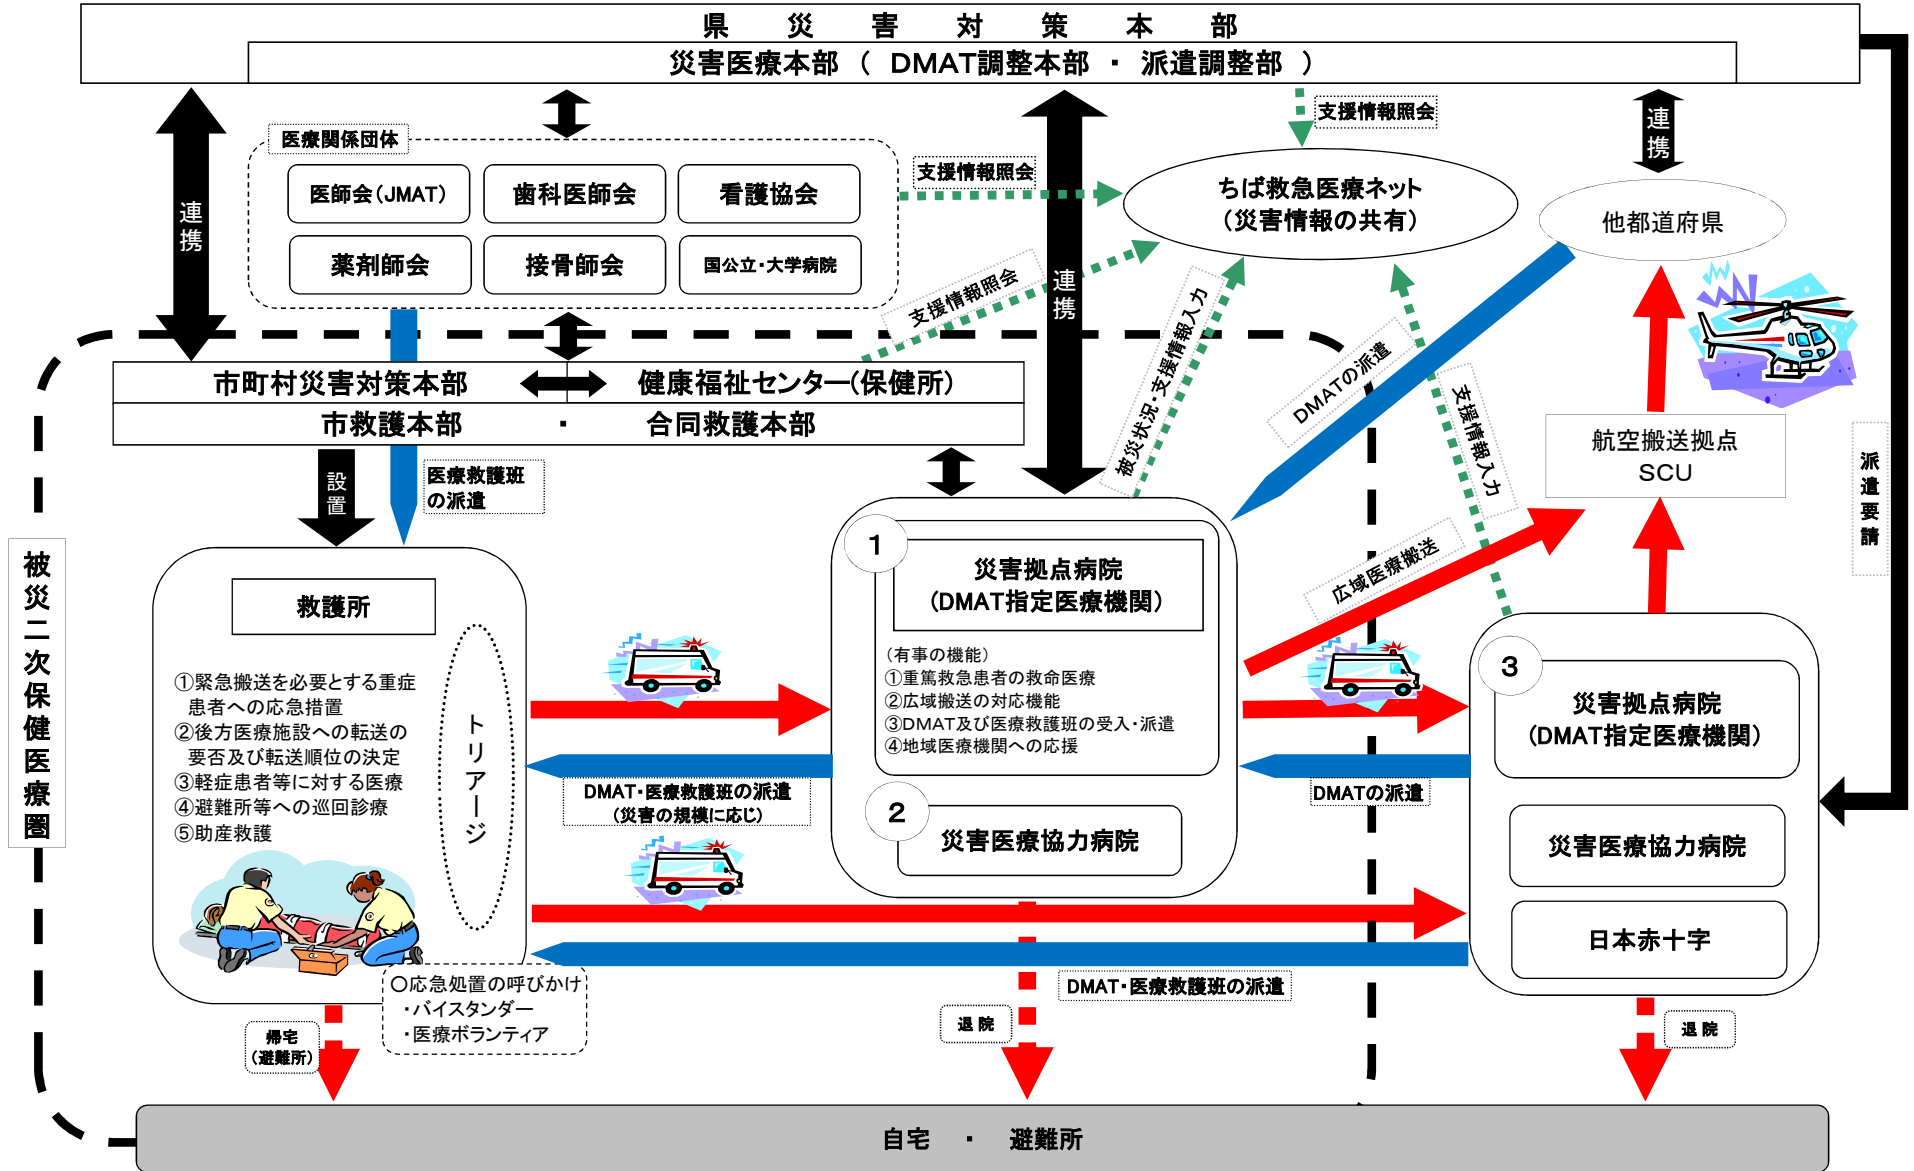 県災害対策本部
災害医療本部（ DMAT調整本部 ・ 派遣調整部 ）
連携
医療関係団体
医師会（JMAT）
歯科医師会
看護協会
薬剤師会
接骨師会
国公立・大学病院
支援情報照会
支援情報照会
支援情報照会
連携
ちば救急医療ネット
（災害情報の共有）
連携
他都道府県
市町村災害対策本部
健康福祉センター（保健所）
市救護本部 ・ 合同救護本部
被災状況・支援情報入力
DMATの派遣
支援情報入力
航空搬送拠点
SCU
派遣要請
設置
医療救護班
の派遣
被災二次保健医療圏
救護所
①緊急搬送を必要とする重症
患者への応急措置
②後方医療施設への転送の
要否及び転送順位の決定
③軽症患者等に対する医療
④避難所等への巡回診療
⑤助産救護
トリアージ
1
災害拠点病院
（DMAT指定医療機関）
（有事の機能）
①重篤救急患者の救命医療
②広域搬送の対応機能
③DMAT及び医療救護班の受入・派遣
④地域医療機関への応援
2
災害医療協力病院
広域医療搬送
3
災害拠点病院
（DMAT指定医療機関）
災害医療協力病院
日本赤十字
DMAT・医療救護班の派遣
（災害の規模に応じ）
DMATの派遣
DMAT・医療救護班の派遣
〇応急処置の呼びかけ
・バイスタンダー
・医療ボランティア
帰宅
（避難所）
退院
退院
自宅 ・ 避難所